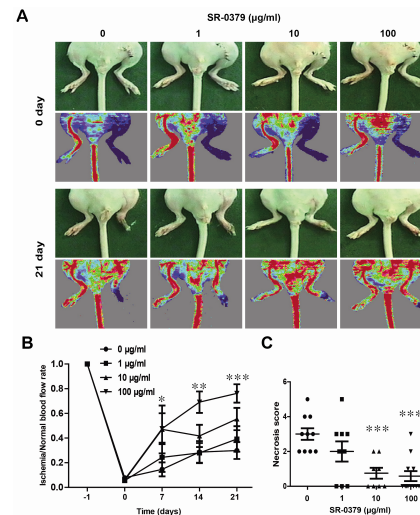 A
SR-0379 (µg/ml)
0 1 10 100
0 day
21 day
B
Ischemia/Normal blood flow rate
1.0
0.8
0.6
0.4
0.2
0.0
0 µg/ml
1 µg/ml
10 µg/ml
100 µg/ml
* ** ***
-1 0 7 14 21
Time (days)
C
Necrosis score
6
4
2
0
*** ***
0 1 10 100
SR-0379 (µg/ml)